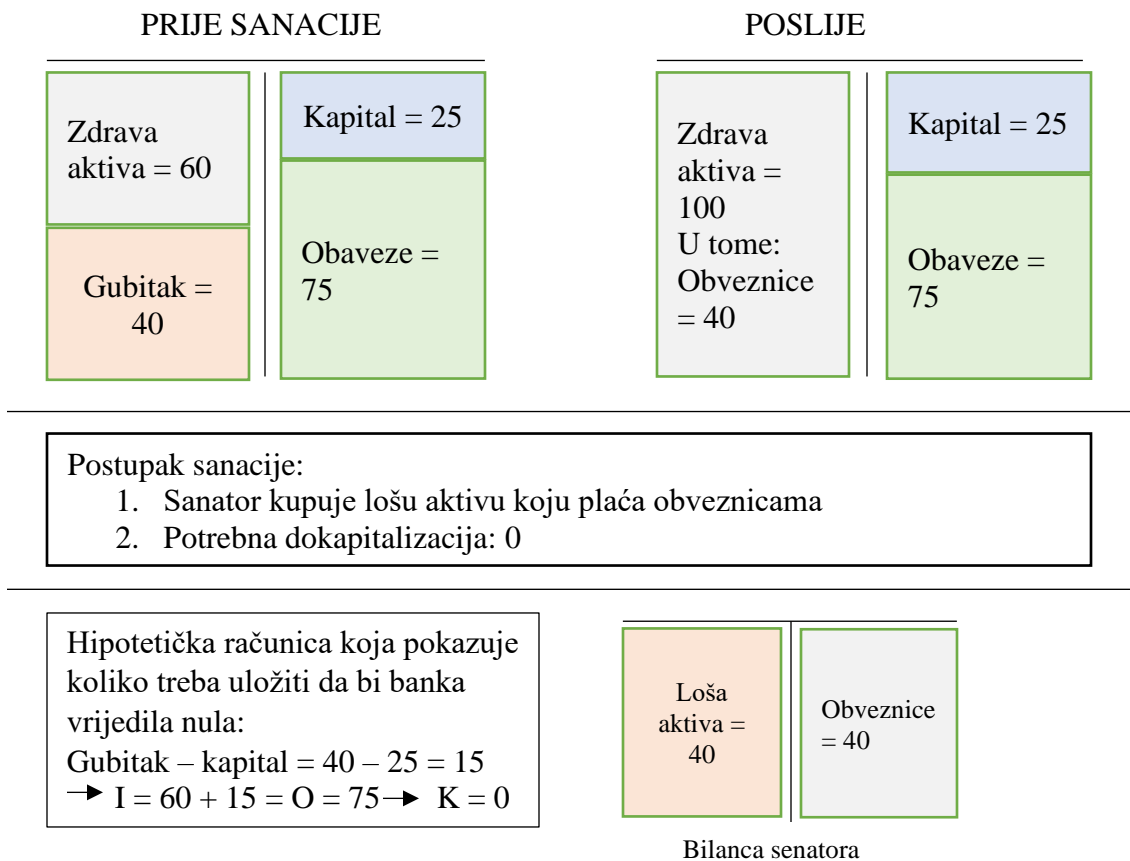 PRIJE SANACIJE
POSLIJE
Zdrava
aktiva = 60
Gubitak =
40
Kapital = 25
Obaveze =
75
Zdrava
aktiva =
100
U tome:
Obveznice
= 40
Kapital = 25
Obaveze =
75
Postupak sanacije:
1. Sanator kupuje lošu aktivu koju plaća obveznicama
2. Potrebna dokapitalizacija: 0
Hipotetička računica koja pokazuje
koliko treba uložiti da bi banka
vrijedila nula:
Gubitak – kapital = 40 – 25 = 15
→ I = 60 + 15 = O = 75 → K = 0
Loša
aktiva =
40
Obveznice
= 40
Bilanca senatora